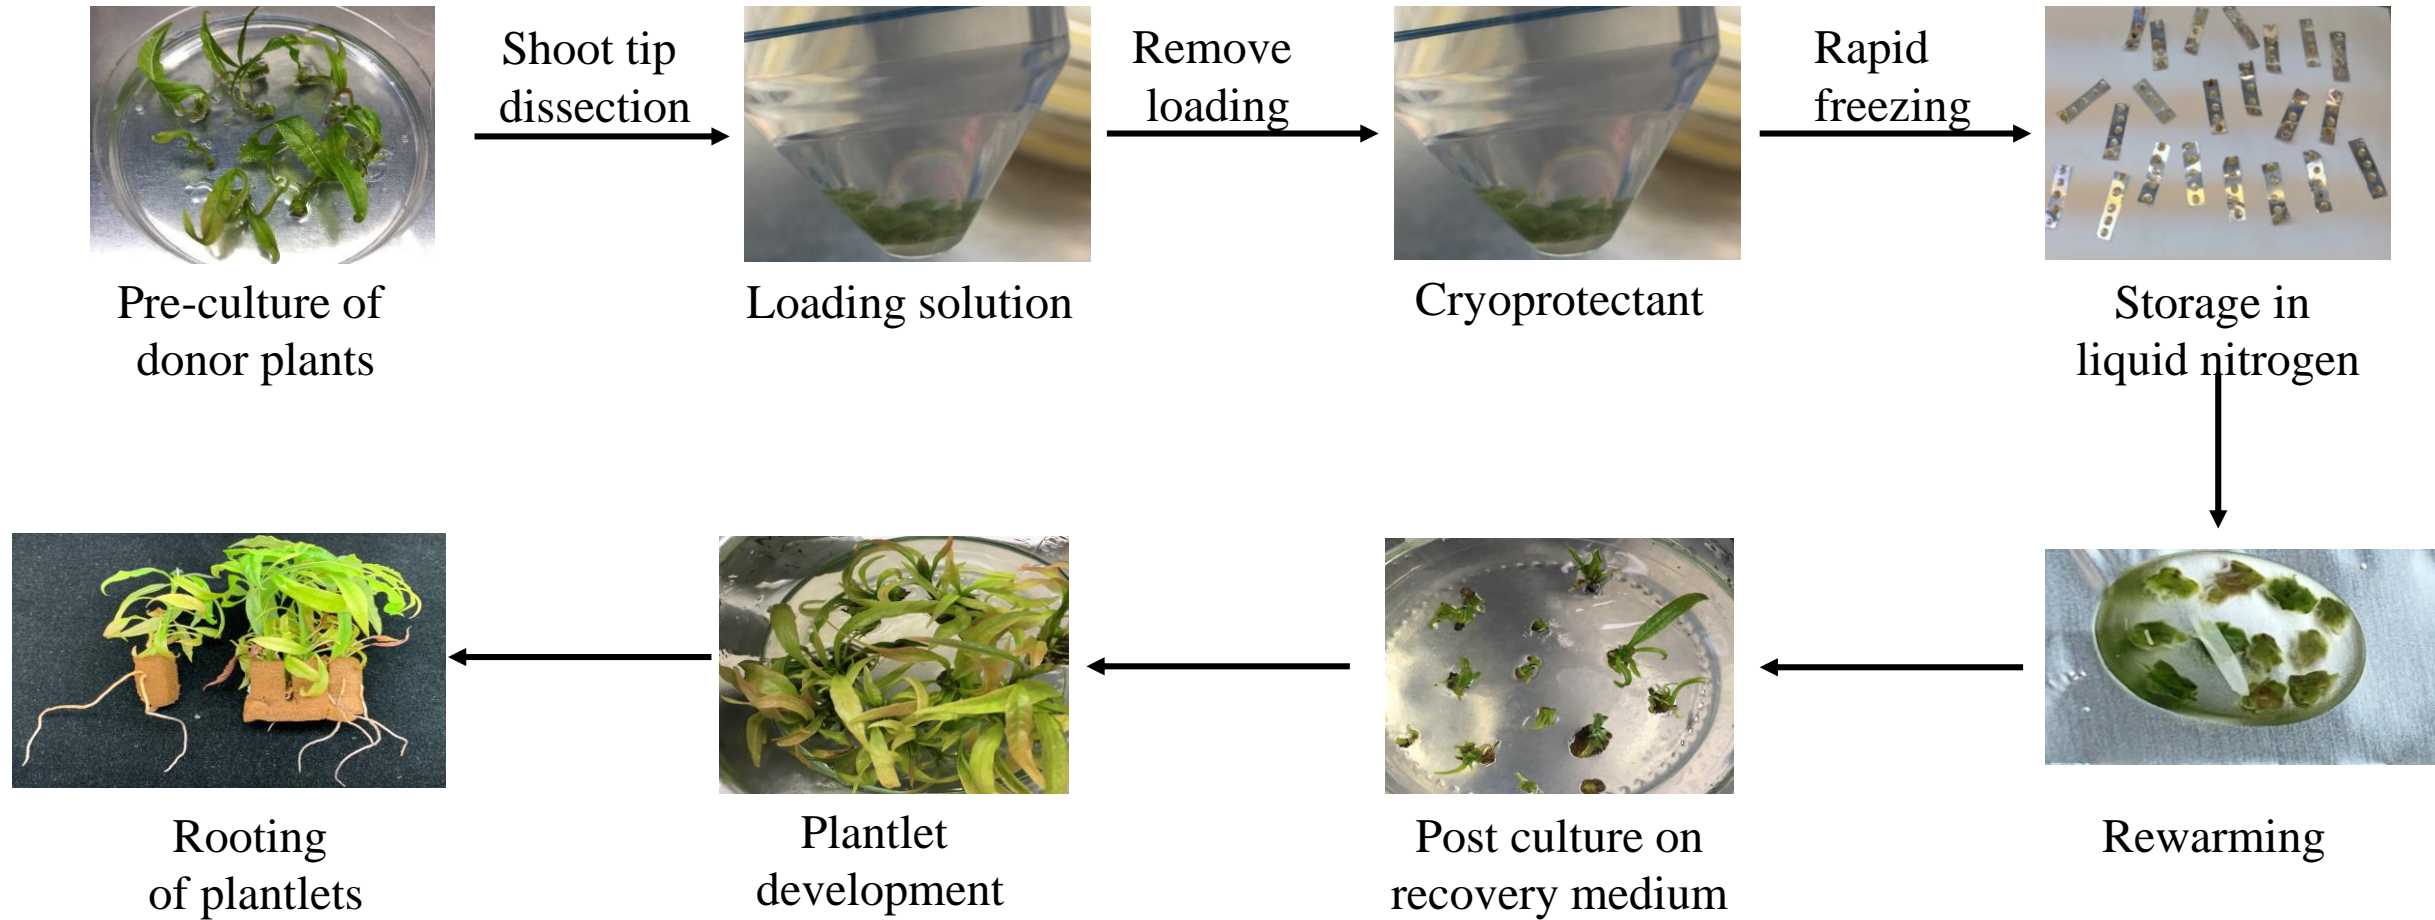 Shoot tip
dissection
Remove
loading
Rapid
freezing
Pre-culture of
donor plants
Loading solution
Cryoprotectant
Storage in
liquid nitrogen
Rooting
of plantlets
Plantlet
development
Post culture on
recovery medium
Rewarming